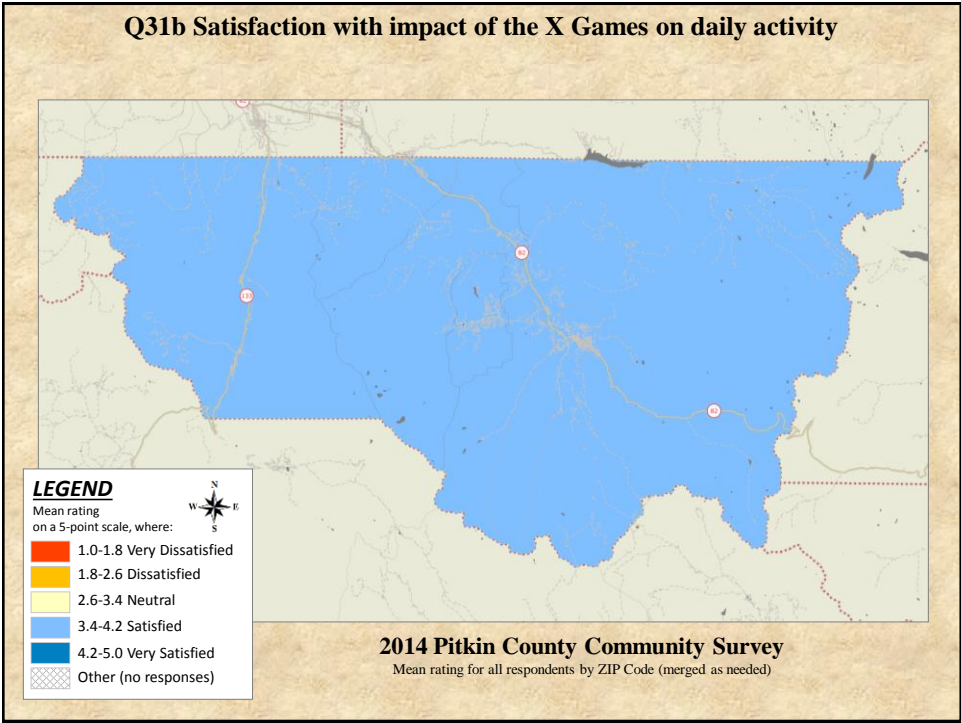 Q31b Satisfaction with impact of the X Games on daily activity
82
82
133
82
LEGEND
Mean rating
on a 5-point scale, where:
N
W E
S
1.0-1.8 Very Dissatisfied
1.8-2.6 Dissatisfied
2.6-3.4 Neutral
3.4-4.2 Satisfied
4.2-5.0 Very Satisfied
Other (no responses)
2014 Pitkin County Community Survey
Mean rating for all respondents by ZIP Code (merged as needed)